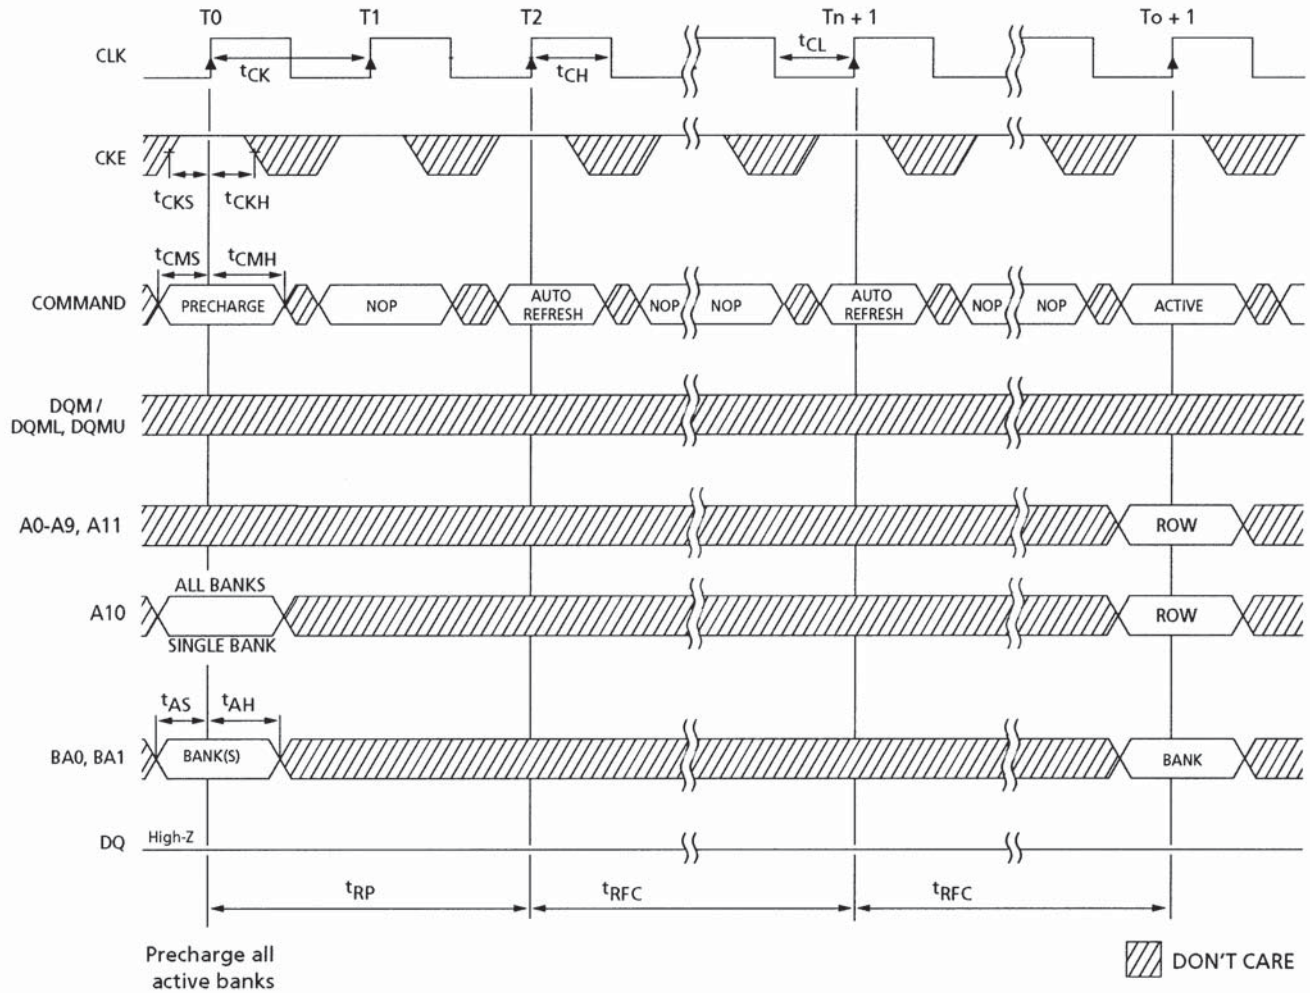 T0 T1 T2 Tn + 1 To + 1
CLK tCK tCH tCL
CKE
tCKS tCKH
tCMS tCMH
COMMAND PRECHARGE NOP AUTO REFRESH NOP NOP AUTO REFRESH NOP NOP ACTIVE
DQM /
DQML, DQMU
A0-A9, A11 ROW
ALL BANKS
A10 ROW
SINGLE BANK
tAS tAH
BA0, BA1 BANK(S) BANK
DQ High-Z
tRP tRFC tRFC
Precharge all
active banks
DON'T CARE